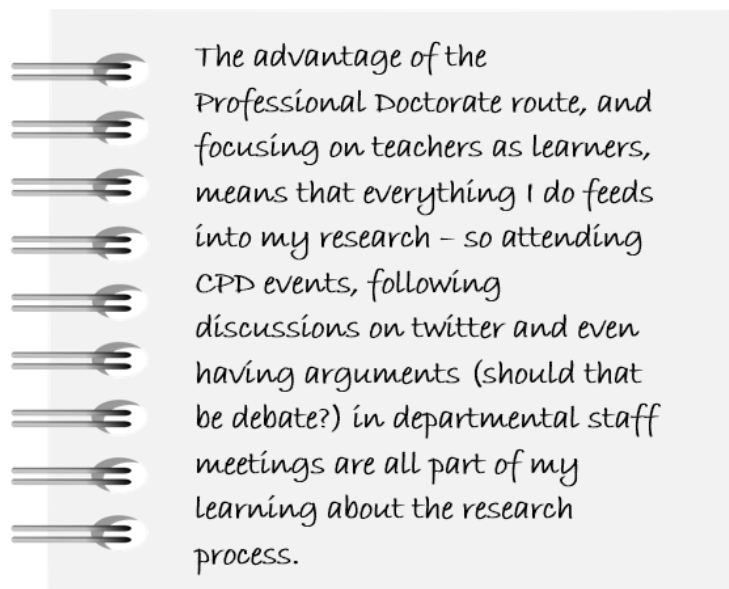 The advantage of the
Professional Doctorate route, and
focusing on teachers as learners,
means that everything I do feeds
into my research – so attending
CPD events, following
discussions on twitter and even
having arguments (should that
be debate?) in departmental staff
meetings are all part of my
learning about the research
process.